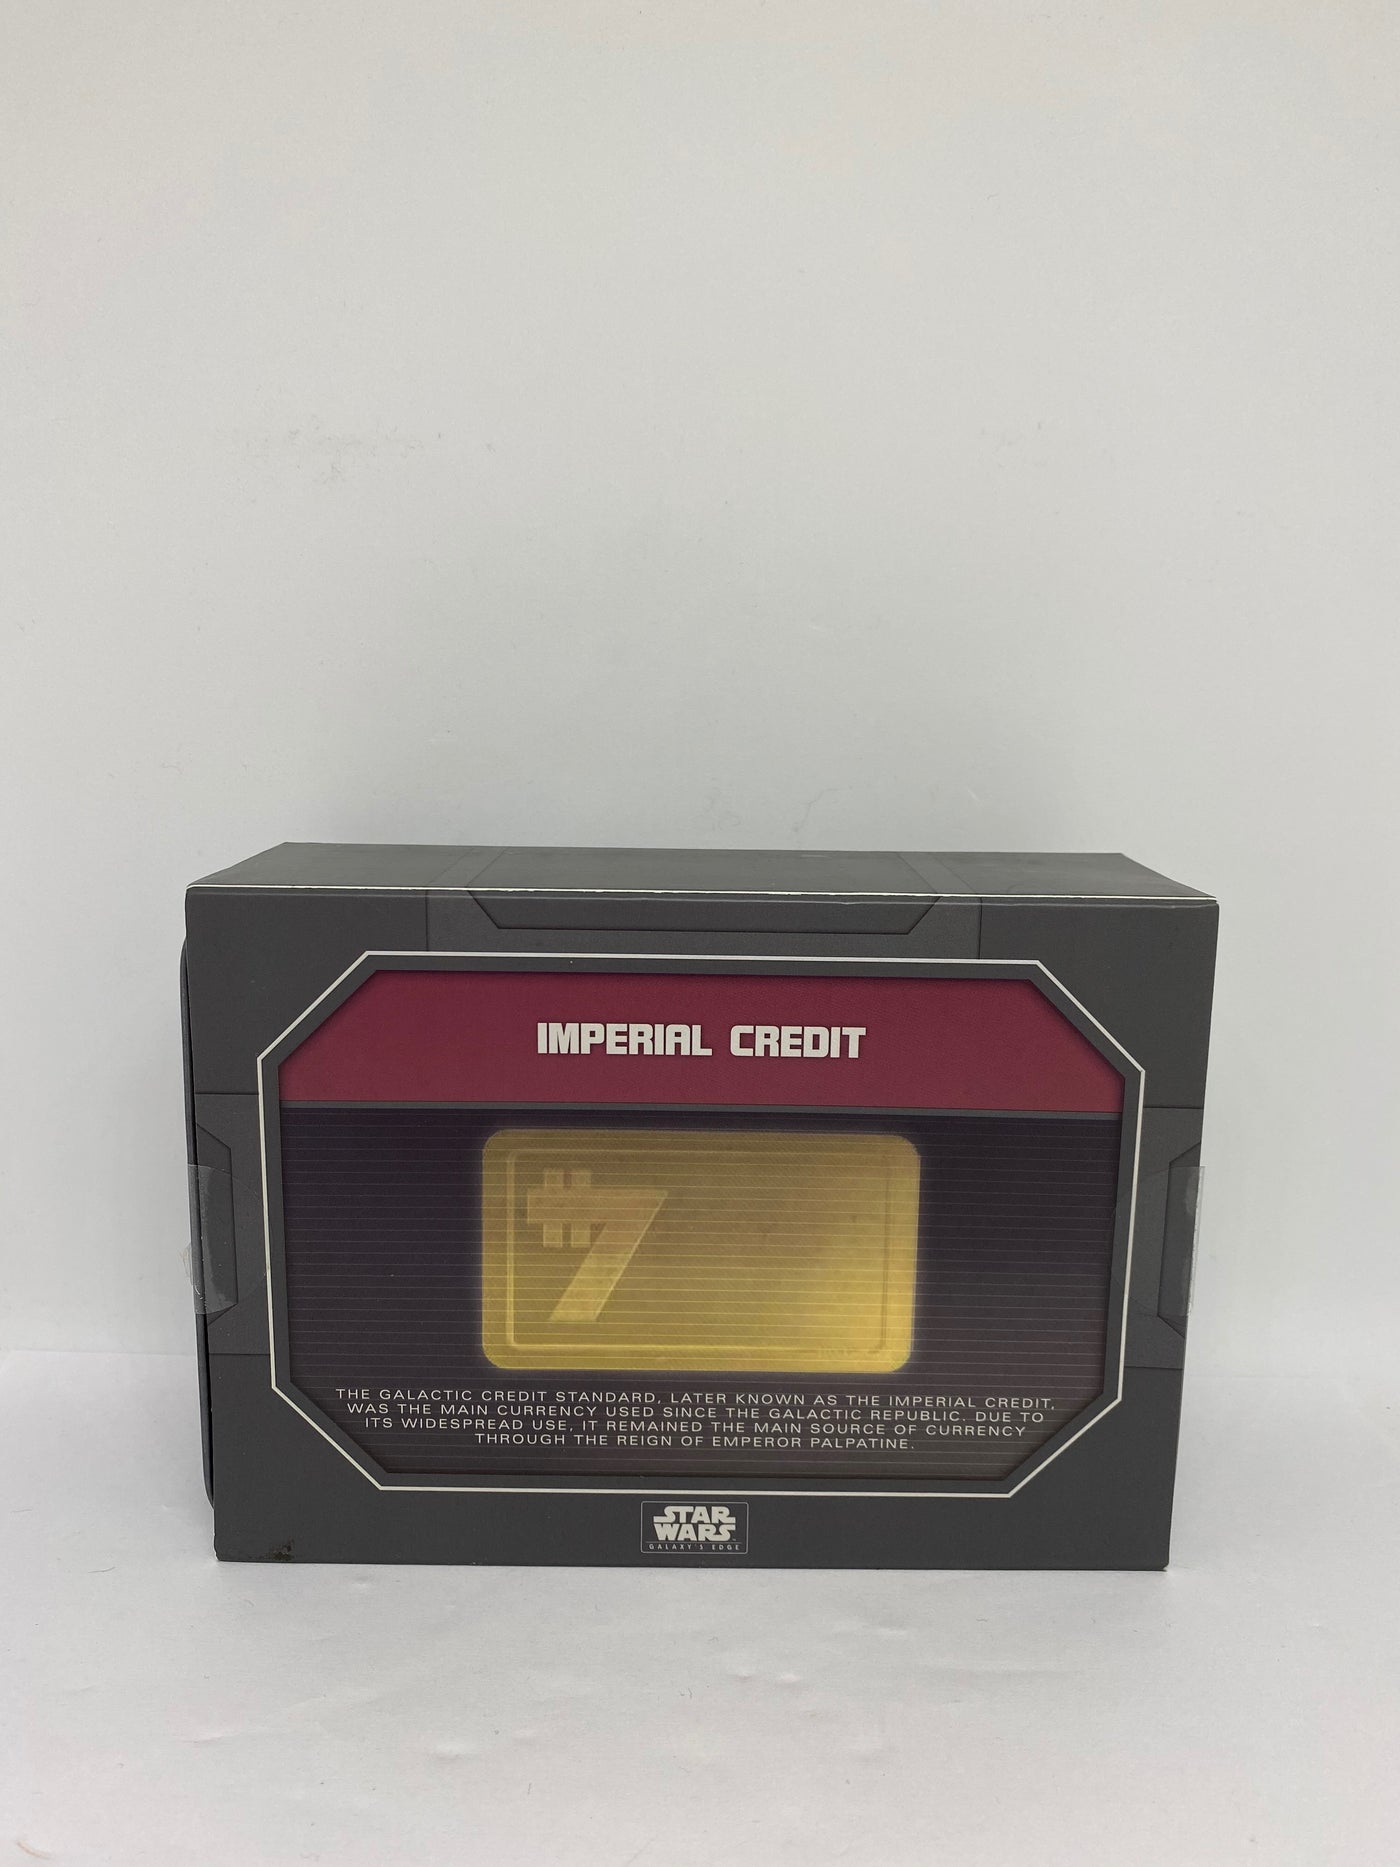 IMPERIAL CREDIT
7
THE GALACTIC CREDIT STANDARD, LATER KNOWN AS THE IMPERIAL CREDIT,
WAS THE MAIN CURRENCY USED SINCE THE GALACTIC REPUBLIC. DUE TO
ITS WIDESPREAD USE, IT REMAINED THE MAIN SOURCE OF CURRENCY
THROUGH THE REIGN OF EMPEROR PALPATINE.
STAR
WARS
GALAXY'S EDGE